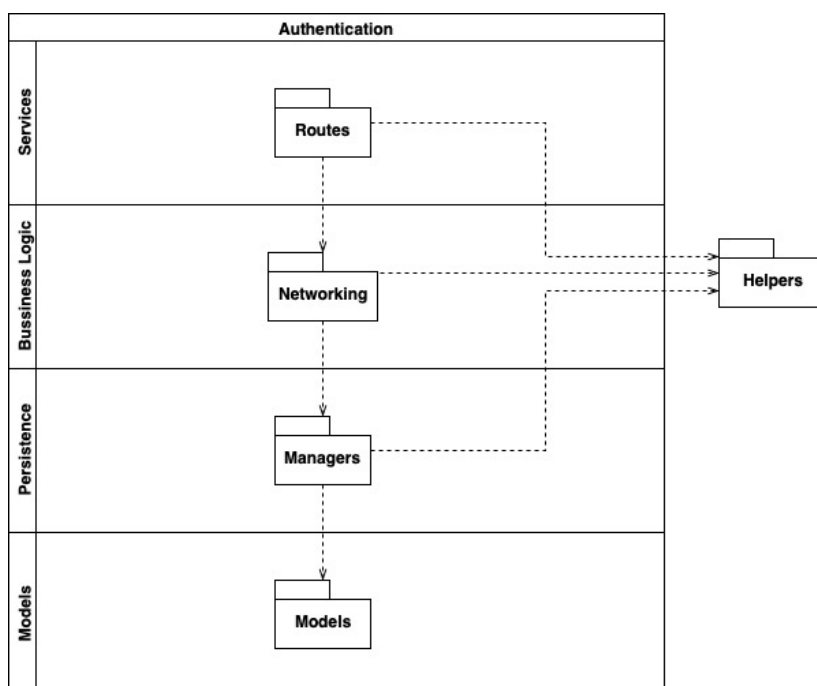 Authentication
Services
Routes
Bussiness Logic
Networking
Helpers
Persistence
Managers
Models
Models